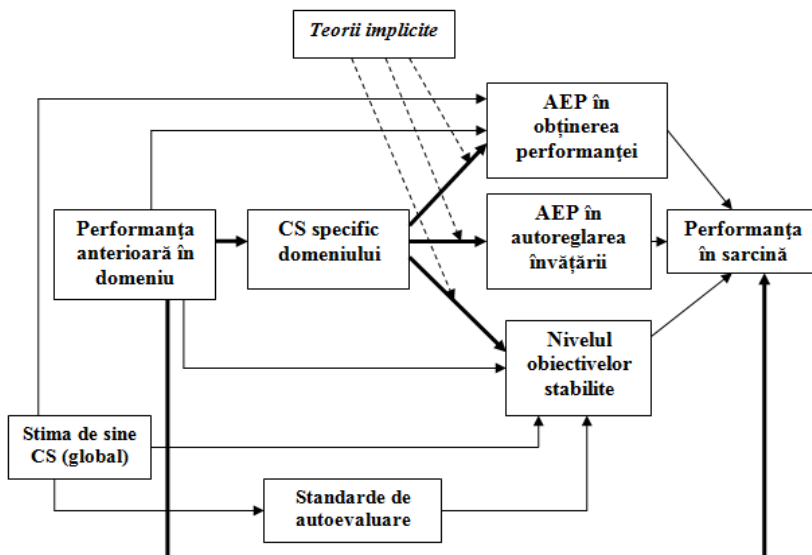 Teorii implicite
AEP în
obținerea
performanței
Performanța
anterioară în
domeniu
CS specific
domeniului
AEP în
autoreglarea
învățării
Performanța
în sarcină
Nivelul
obiectivelor
stabilite
Stima de sine
CS (global)
Standarde de
autoevaluare